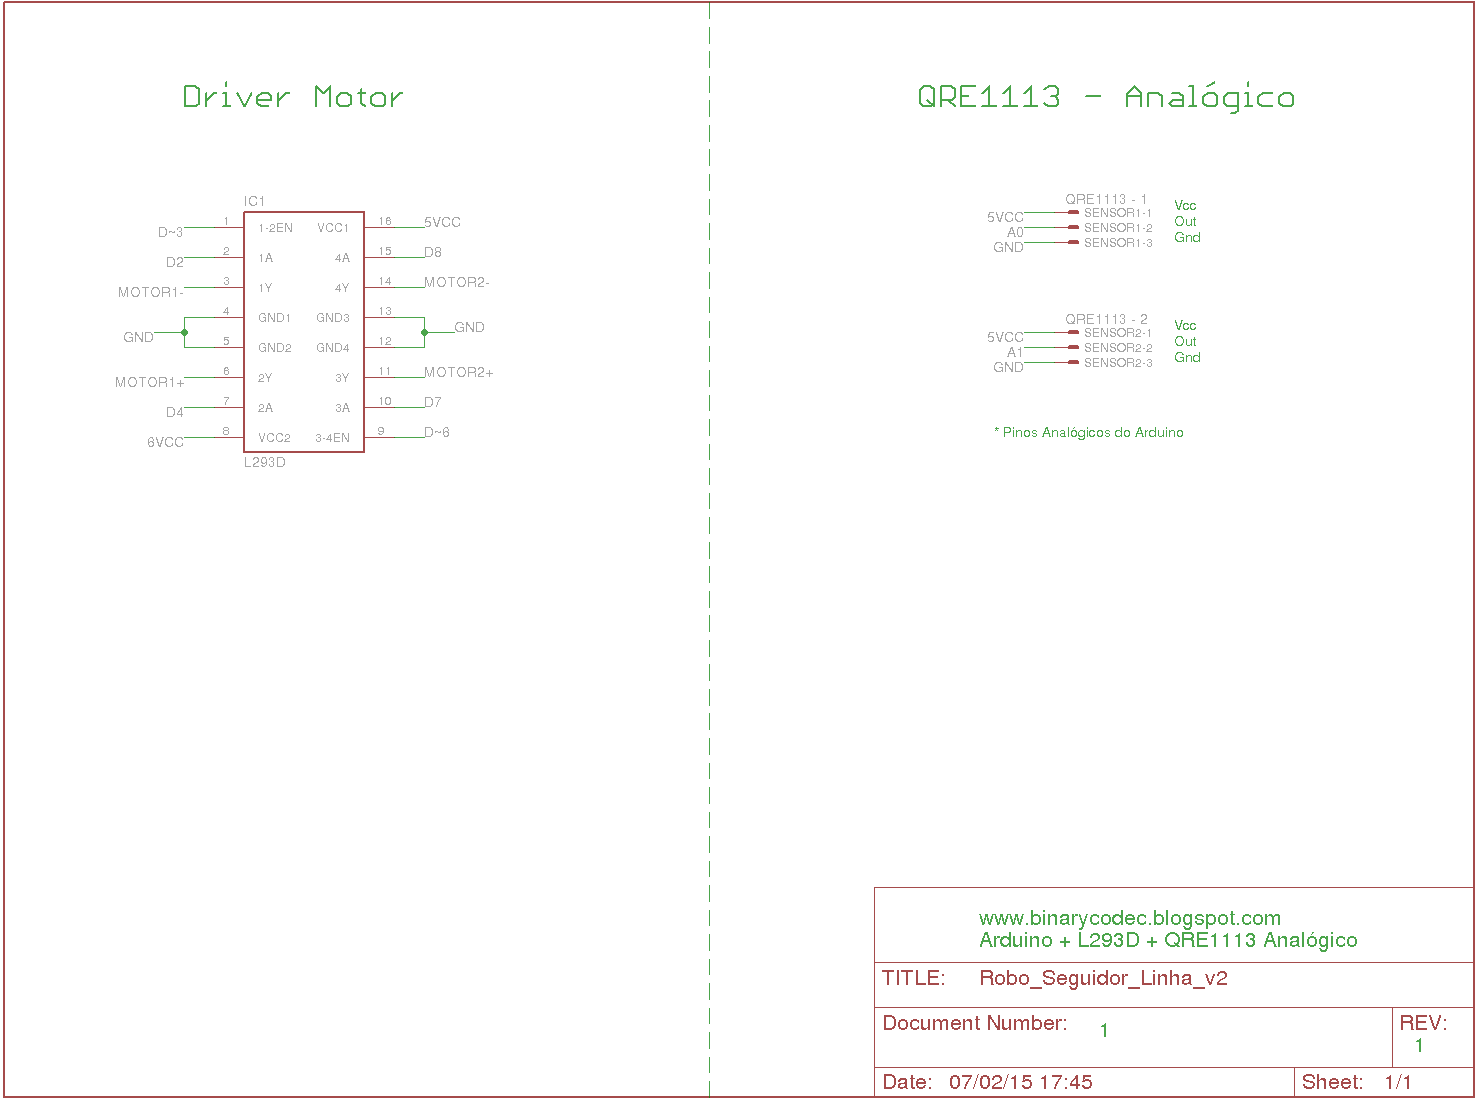 Driver Motor
IC1
D~3 1 1-2EN VCC1 16 5VCC
D2 2 1A 4A 15 D8
MOTOR1- 3 1Y 4Y 14 MOTOR2-
4 GND1 GND3 13
GND GND
5 GND2 GND4 12
MOTOR1+ 6 2Y 3Y 11 MOTOR2+
D4 7 2A 3A 10 D7
6VCC 8 VCC2 3-4EN 9 D~6
L293D
QRE1113 - Analógico
QRE1113 - 1
5VCC SENSOR1-1 Vcc
A0 SENSOR1-2 Out
GND SENSOR1-3 Gnd
QRE1113 - 2
5VCC SENSOR2-1 Vcc
A1 SENSOR2-2 Out
GND SENSOR2-3 Gnd
* Pinos Analógicos do Arduino
www.binarycodec.blogspot.com
Arduino + L293D + QRE1113 Analógico
TITLE: Robo_Seguidor_Linha_v2
Document Number: 1
REV: 1
Date: 07/02/15 17:45
Sheet: 1/1